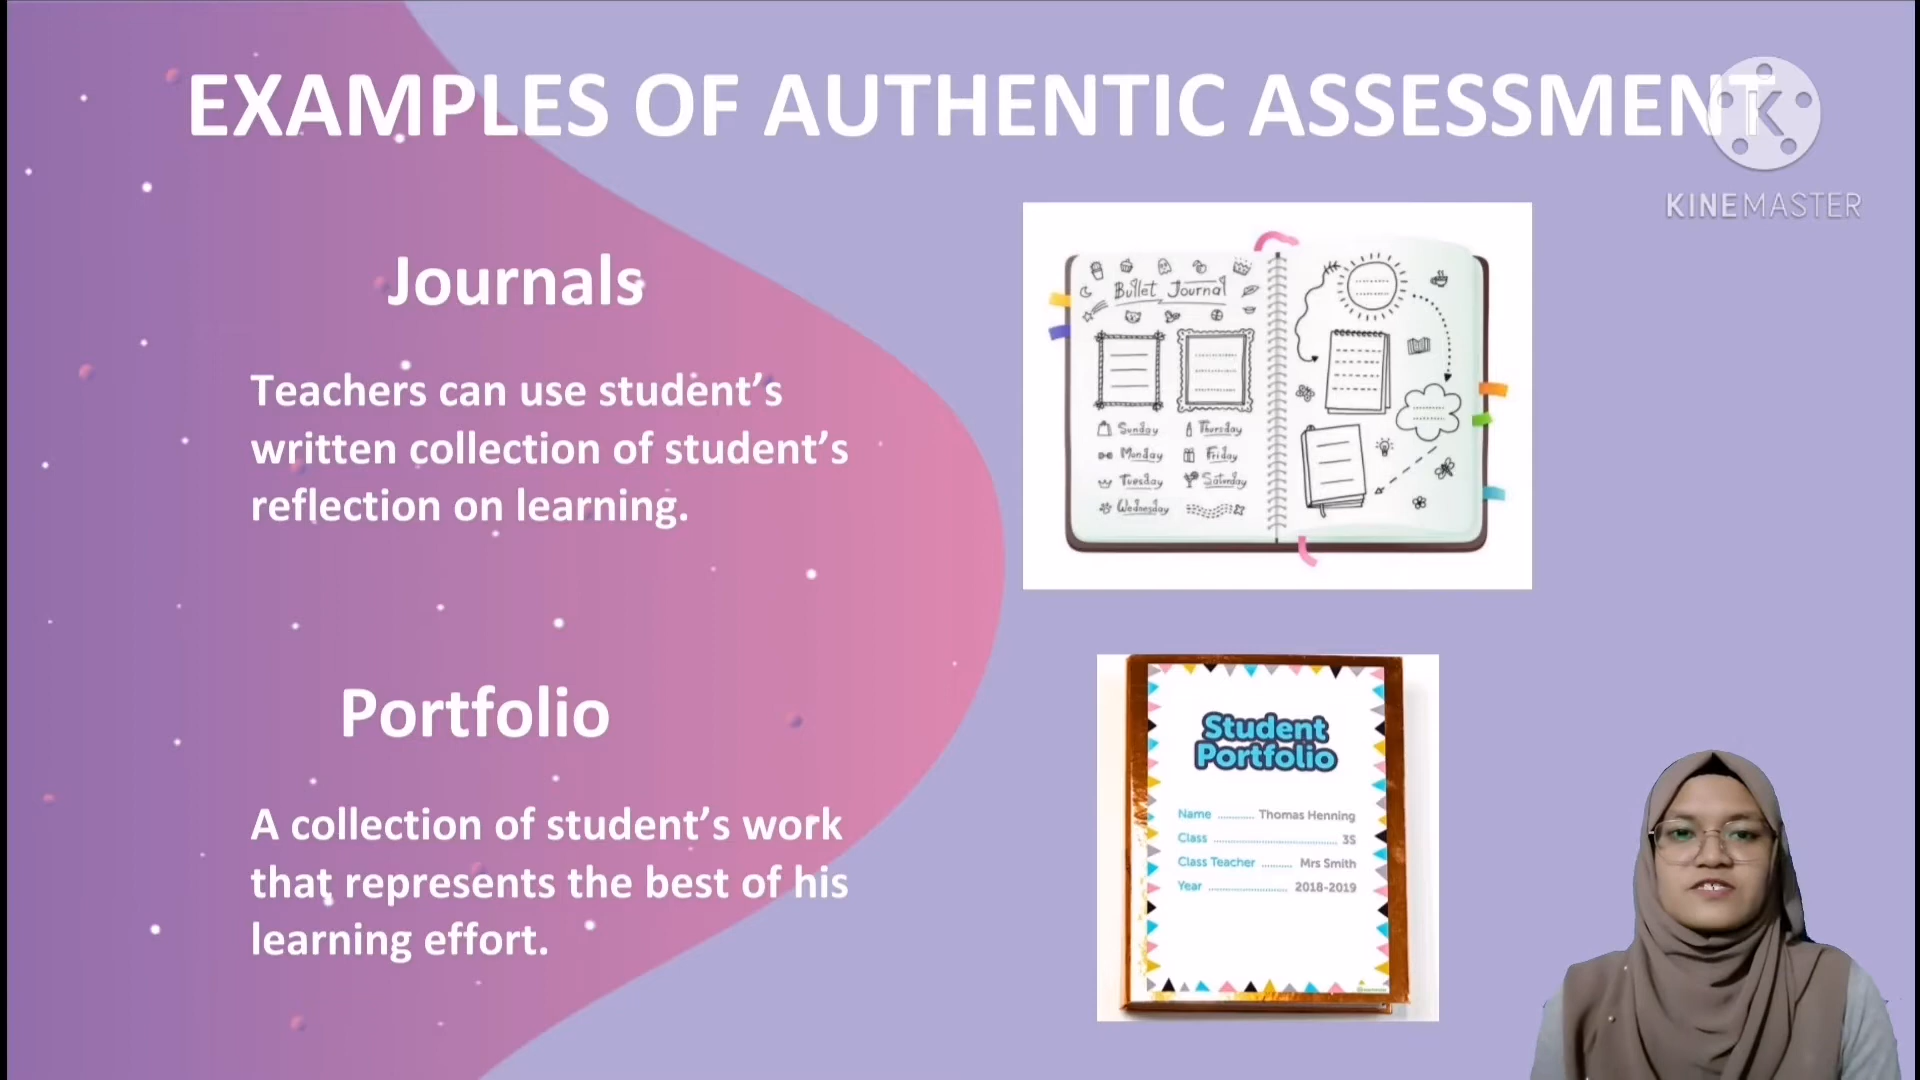 EXAMPLES OF AUTHENTIC ASSESSMENT
K
KINEMASTER
Journals
Teachers can use student’s
written collection of student’s
reflection on learning.
Bullet Journal
Sunday
Monday
Tuesday
Wednesday
Thursday
Friday
Saturday
Portfolio
A collection of student’s work
that represents the best of his
learning effort.
Student
Portfolio
Name ............ Thomas Henning
Class ........................................ 3S
Class Teacher .......... Mrs Smith
Year .......................... 2018-2019